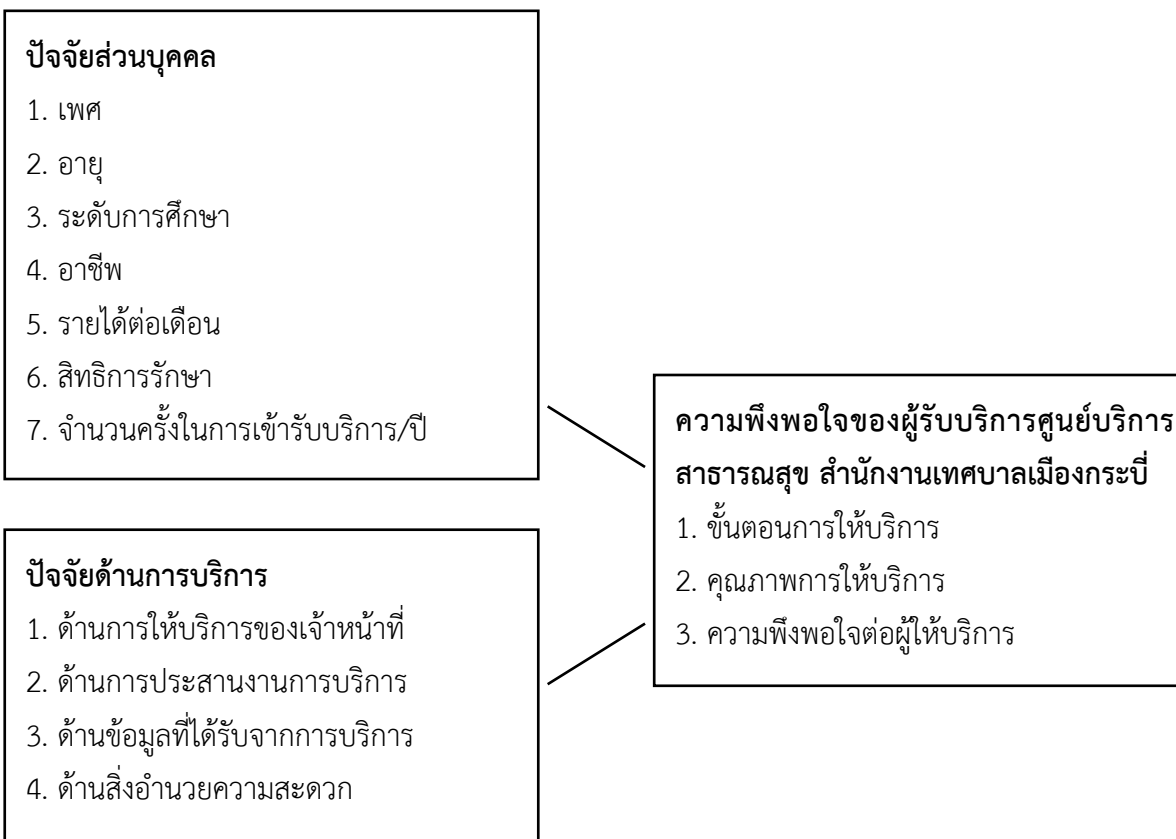 ปัจจัยส่วนบุคคล
1. เพศ
2. อายุ
3. ระดับการศึกษา
4. อาชีพ
5. รายได้ต่อเดือน
6. สิทธิการรักษา
7. จำนวนครั้งในการเข้ารับบริการ/ปี
ปัจจัยด้านการบริการ
1. ด้านการให้บริการของเจ้าหน้าที่
2. ด้านการประสานงานการบริการ
3. ด้านข้อมูลที่ได้รับจากการบริการ
4. ด้านสิ่งอำนวยความสะดวก
ความพึงพอใจของผู้รับบริการศูนย์บริการ
สาธารณสุข สำนักงานเทศบาลเมืองกระบี่
1. ขั้นตอนการให้บริการ
2. คุณภาพการให้บริการ
3. ความพึงพอใจต่อผู้ให้บริการ